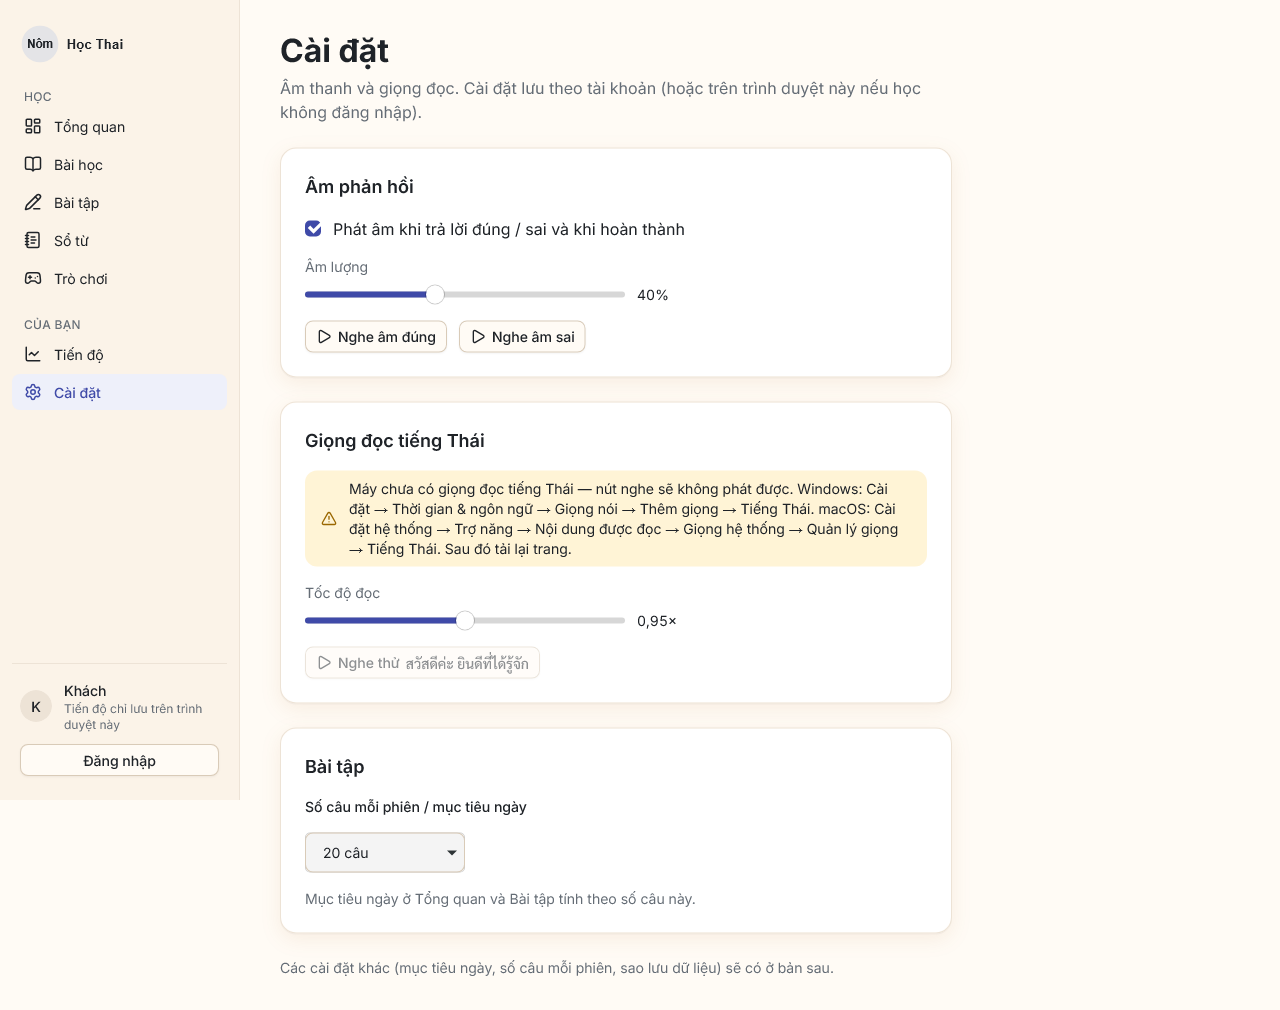 Nôm
Học Thai
HỌC
Tổng quan
Bài học
Bài tập
Sổ từ
Trò chơi
CỦA BẠN
Tiến độ
Cài đặt
K
Khách
Tiến độ chỉ lưu trên trình
duyệt này
Đăng nhập
Cài đặt
Âm thanh và giọng đọc. Cài đặt lưu theo tài khoản (hoặc trên trình duyệt này nếu học
không đăng nhập).
Âm phản hồi
Phát âm khi trả lời đúng / sai và khi hoàn thành
Âm lượng
40%
Nghe âm đúng
Nghe âm sai
Giọng đọc tiếng Thái
Máy chưa có giọng đọc tiếng Thái — nút nghe sẽ không phát được. Windows: Cài
đặt → Thời gian & ngôn ngữ → Giọng nói → Thêm giọng → Tiếng Thái. macOS: Cài
đặt hệ thống → Trợ năng → Nội dung được đọc → Giọng hệ thống → Quản lý giọng
→ Tiếng Thái. Sau đó tải lại trang.
Tốc độ đọc
0,95×
Nghe thử สวัสดีค่ะ ยินดีที่ได้รู้จัก
Bài tập
Số câu mỗi phiên / mục tiêu ngày
20 câu
Mục tiêu ngày ở Tổng quan và Bài tập tính theo số câu này.
Các cài đặt khác (mục tiêu ngày, số câu mỗi phiên, sao lưu dữ liệu) sẽ có ở bản sau.